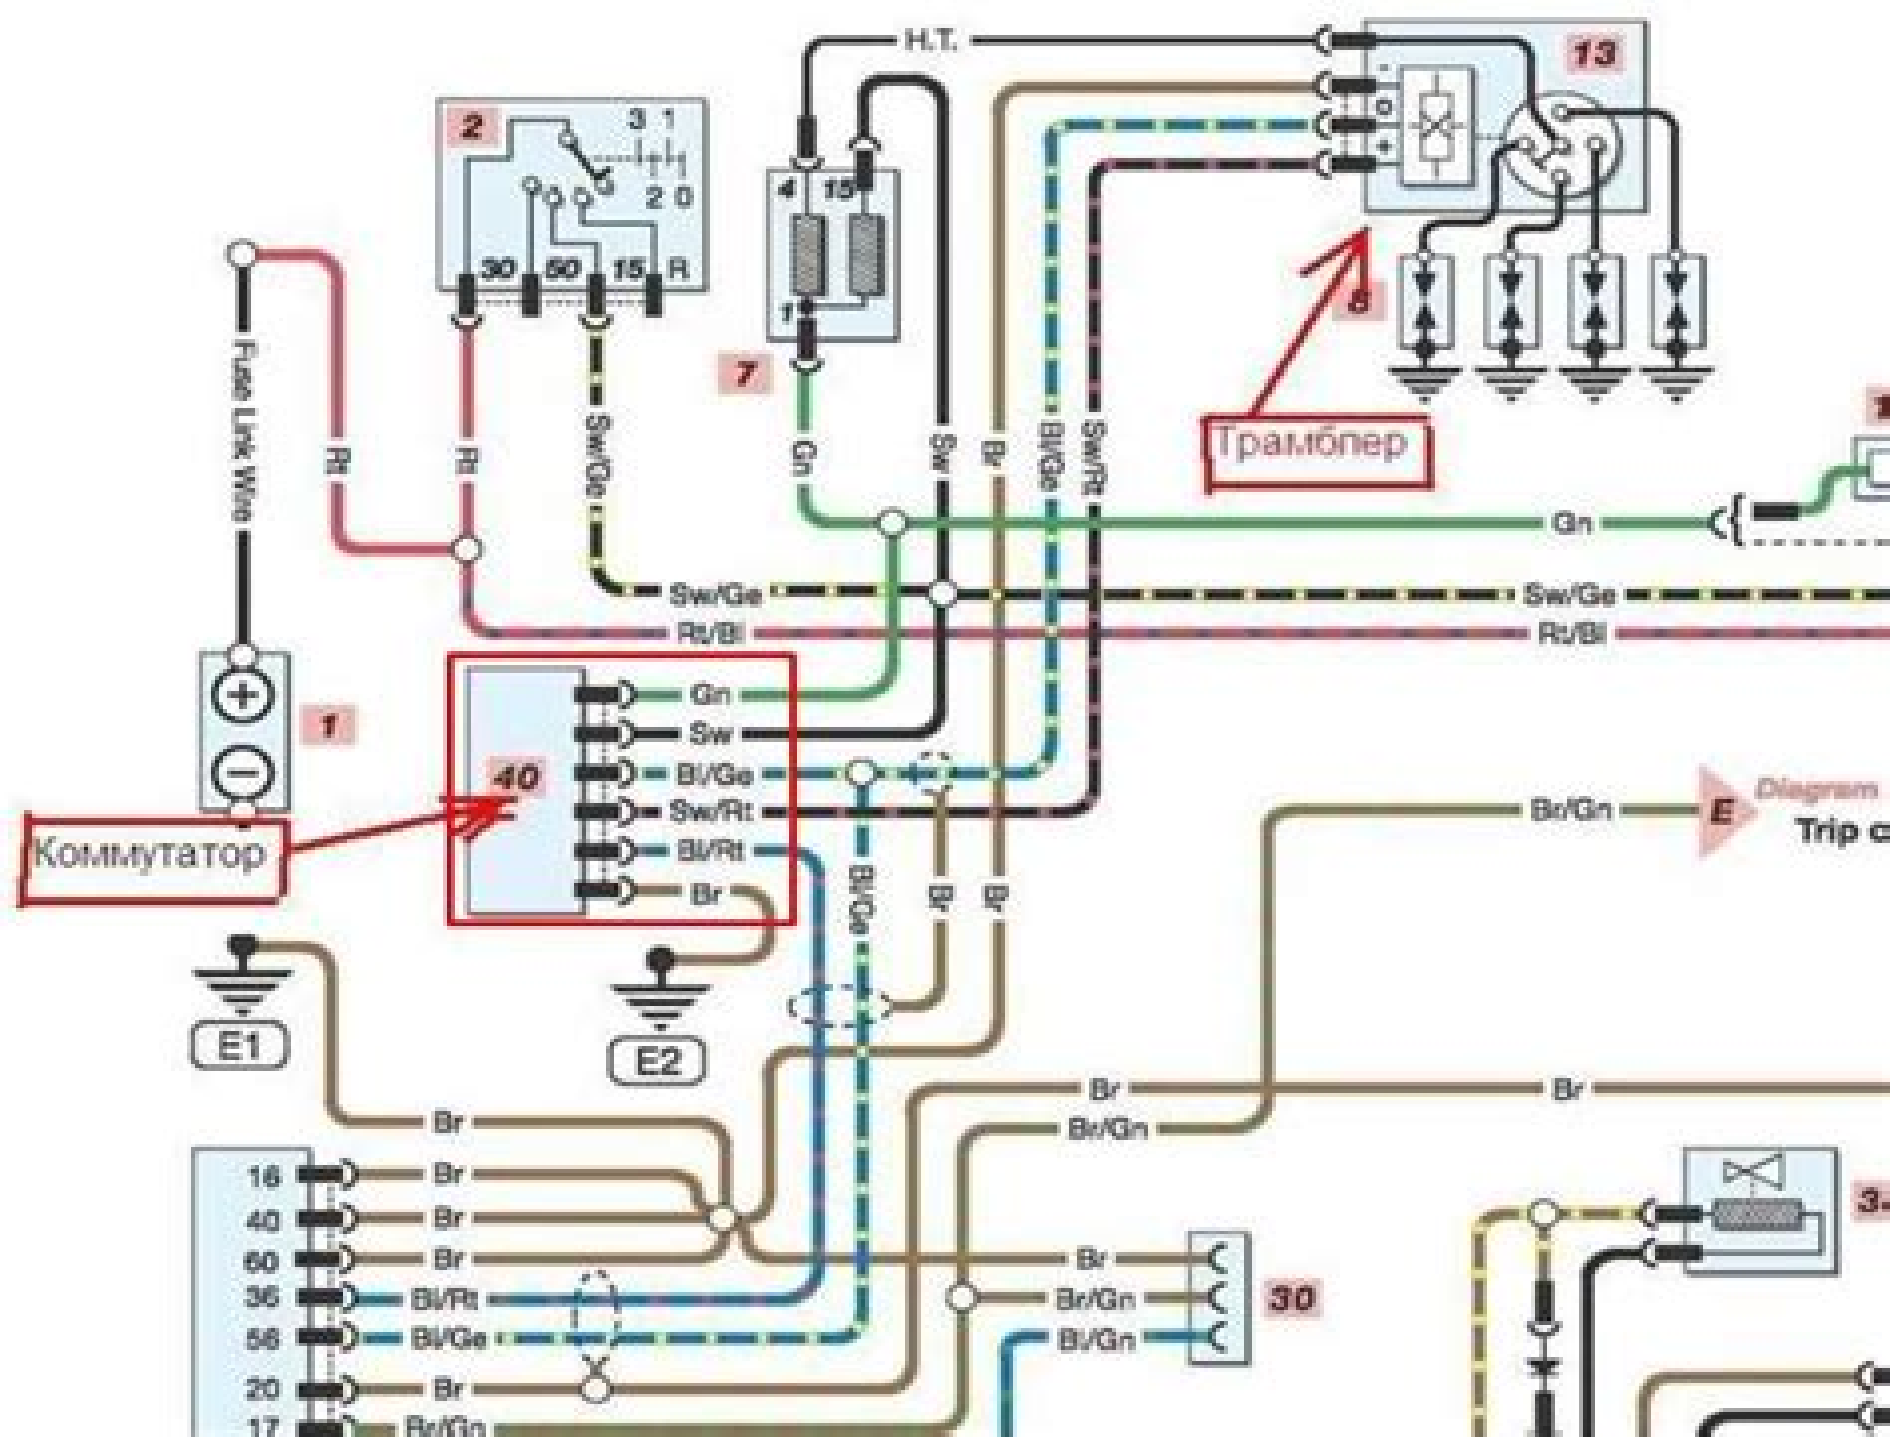 H.T.
13
2
3 1
2 0
30 50 15 R
4 15
1
-
o
+
7
8
Трамблер
Fuse Link Wire
Rt
Rt
Sw/Ge
Gn
Sw
Br
Bl/Ge
Sw/Rt
Gn
Sw/Ge
Sw/Ge
Rt/Bl
Rt/Bl
+
−
1
40
Gn
Sw
Bl/Ge
Sw/Rt
Bl/Rt
Br
Коммутатор
Bl/Ge
Br
Br
Br/Gn
E
Diagram
Trip c
E1
E2
Br
Br
Br
Br/Gn
16 Br
40 Br
60 Br
36 Bl/Rt
56 Bl/Ge
20 Br
17 Br/Gn
Br
Br/Gn
Bl/Gn
30